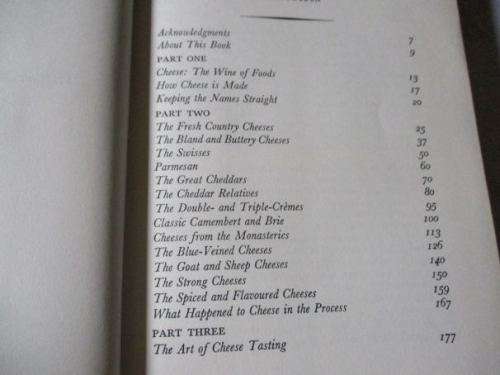 Acknowledgments 7
About This Book 9
PART ONE
Cheese: The Wine of Foods 13
How Cheese is Made 17
Keeping the Names Straight 20
PART TWO
The Fresh Country Cheeses 25
The Bland and Buttery Cheeses 37
The Swisses 50
Parmesan 60
The Great Cheddars 70
The Cheddar Relatives 80
The Double- and Triple-Crèmes 95
Classic Camembert and Brie 100
Cheeses from the Monasteries 113
The Blue-Veined Cheeses 126
The Goat and Sheep Cheeses 140
The Strong Cheeses 150
The Spiced and Flavoured Cheeses 159
What Happened to Cheese in the Process 167
PART THREE
The Art of Cheese Tasting 177